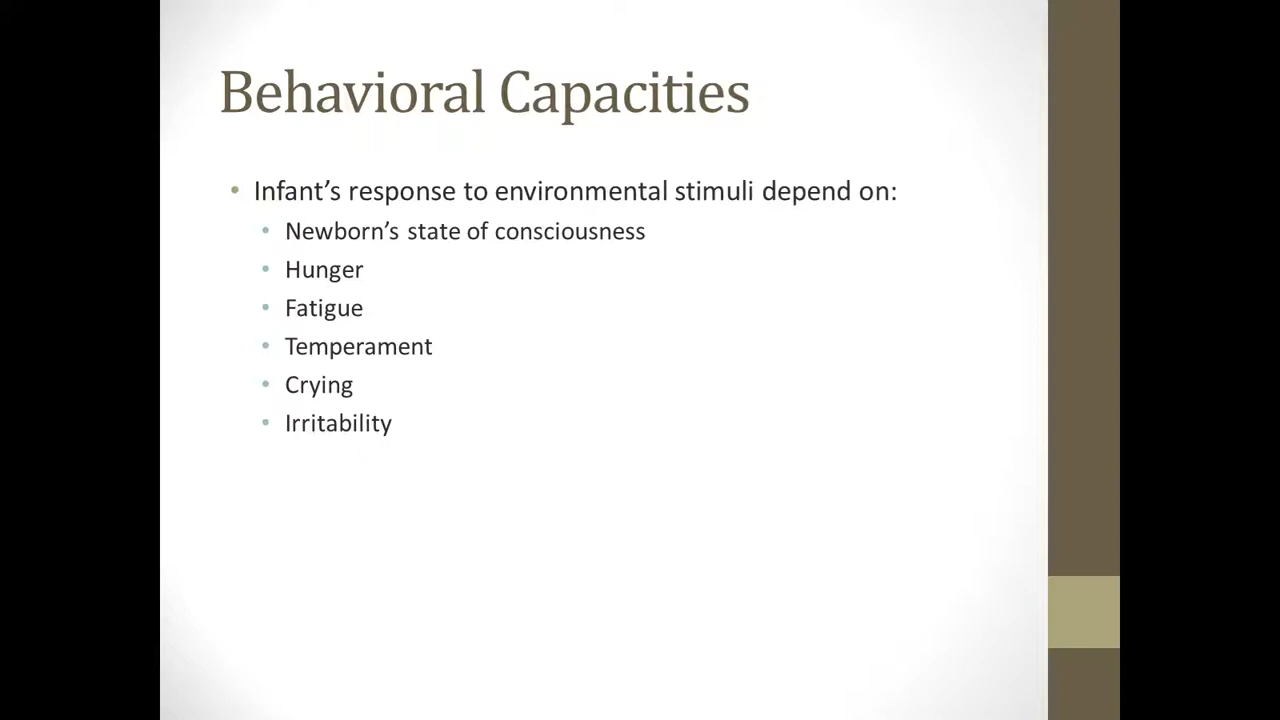 Behavioral Capacities
• Infant’s response to environmental stimuli depend on:
• Newborn’s state of consciousness
• Hunger
• Fatigue
• Temperament
• Crying
• Irritability